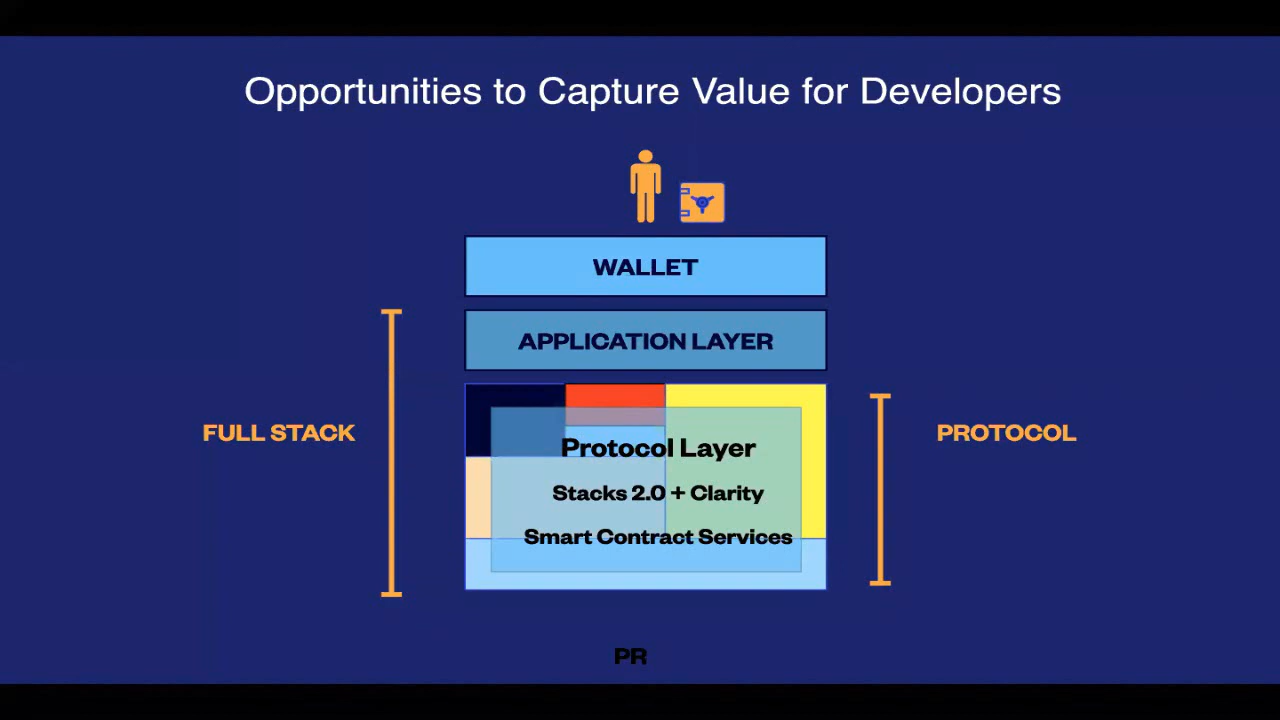 Opportunities to Capture Value for Developers
WALLET
APPLICATION LAYER
FULL STACK
Protocol Layer
PROTOCOL
Stacks 2.0 + Clarity
Smart Contract Services
PR